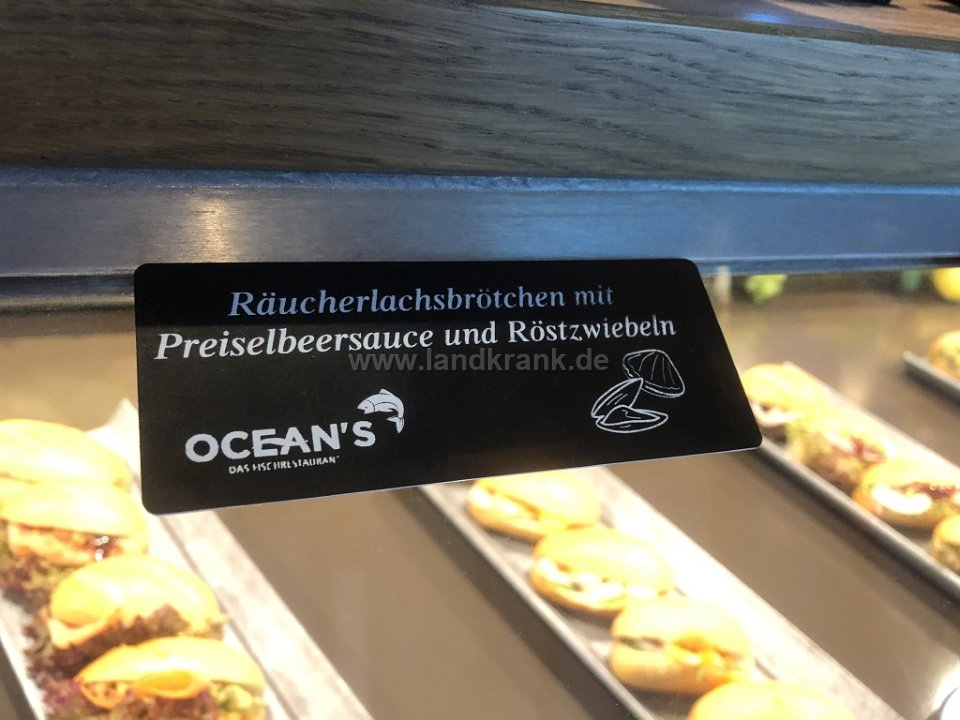 Räucherlachsbrötchen mit
Preiselbeersauce und Röstzwiebeln
www.landkrank.de
OCEAN'S
DAS FISCHRESTAURANT